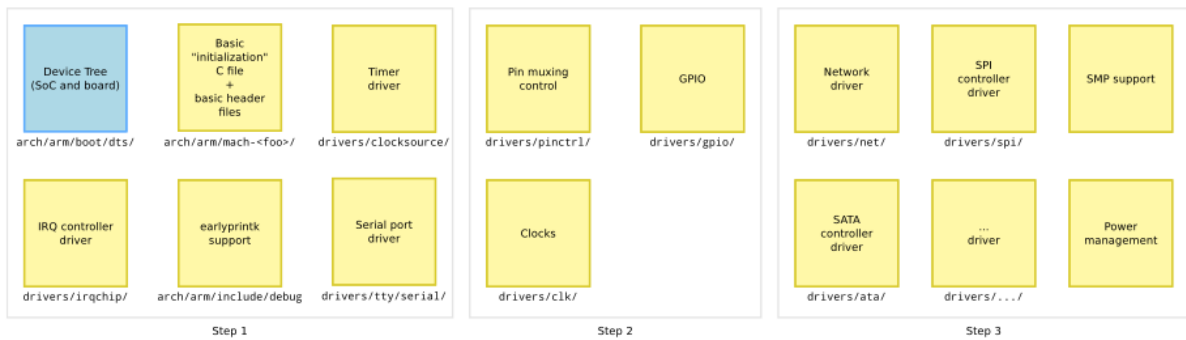 Device Tree
(SoC and board)
arch/arm/boot/dts/
Basic
"initialization"
C file
+
basic header
files
arch/arm/mach-<foo>/
Timer
driver
drivers/clocksource/
IRQ controller
driver
drivers/irqchip/
earlyprintk
support
arch/arm/include/debug
Serial port
driver
drivers/tty/serial/
Step 1
Pin muxing
control
drivers/pinctrl/
GPIO
drivers/gpio/
Clocks
drivers/clk/
Step 2
Network
driver
drivers/net/
SPI
controller
driver
drivers/spi/
SMP support
SATA
controller
driver
drivers/ata/
...
driver
drivers/.../
Power
management
Step 3